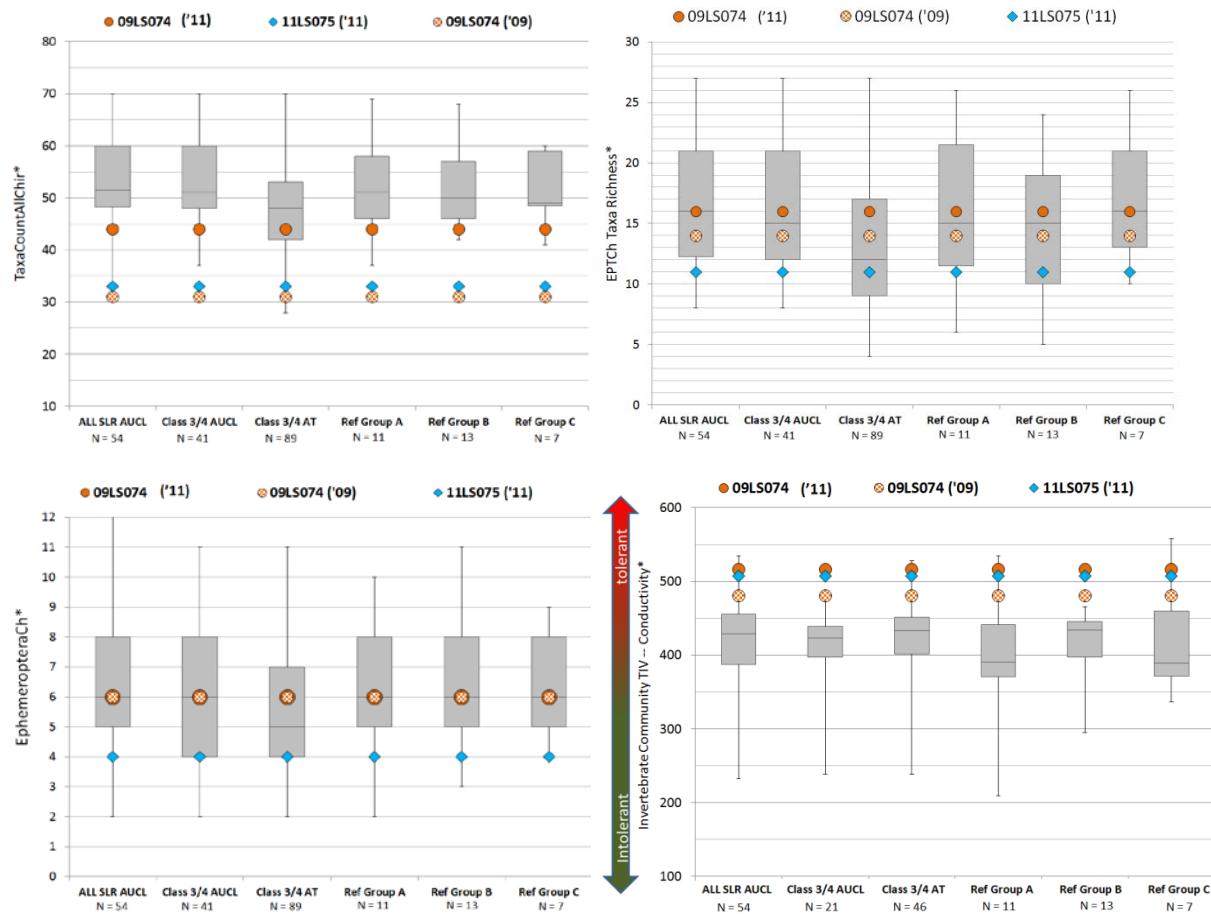 09LS074 ('11) 11LS075 ('11) 09LS074 ('09)
TaxaCountAllChir*
80
70
60
50
40
30
20
10
ALL SLR AUCL Class 3/4 AUCL Class 3/4 AT Ref Group A Ref Group B Ref Group C
N = 54 N = 41 N = 89 N = 11 N = 13 N = 7
09LS074 ('11) 09LS074 ('09) 11LS075 ('11)
EPTCh Taxa Richness*
30
25
20
15
10
5
0
ALL SLR AUCL Class 3/4 AUCL Class 3/4 AT Ref Group A Ref Group B Ref Group C
N = 54 N = 41 N = 89 N = 11 N = 13 N = 7
09LS074 ('11) 09LS074 ('09) 11LS075 ('11)
EphemeropteraCh*
12
11
10
9
8
7
6
5
4
3
2
1
0
ALL SLR AUCL Class 3/4 AUCL Class 3/4 AT Ref Group A Ref Group B Ref Group C
N = 54 N = 41 N = 89 N = 11 N = 13 N = 7
tolerant
Intolerant
09LS074 ('11) 09LS074 ('09) 11LS075 ('11)
Invertebrate Community TIV -- Conductivity*
600
500
400
300
200
100
ALL SLR AUCL Class 3/4 AUCL Class 3/4 AT Ref Group A Ref Group B Ref Group C
N = 54 N = 21 N = 46 N = 11 N = 13 N = 7